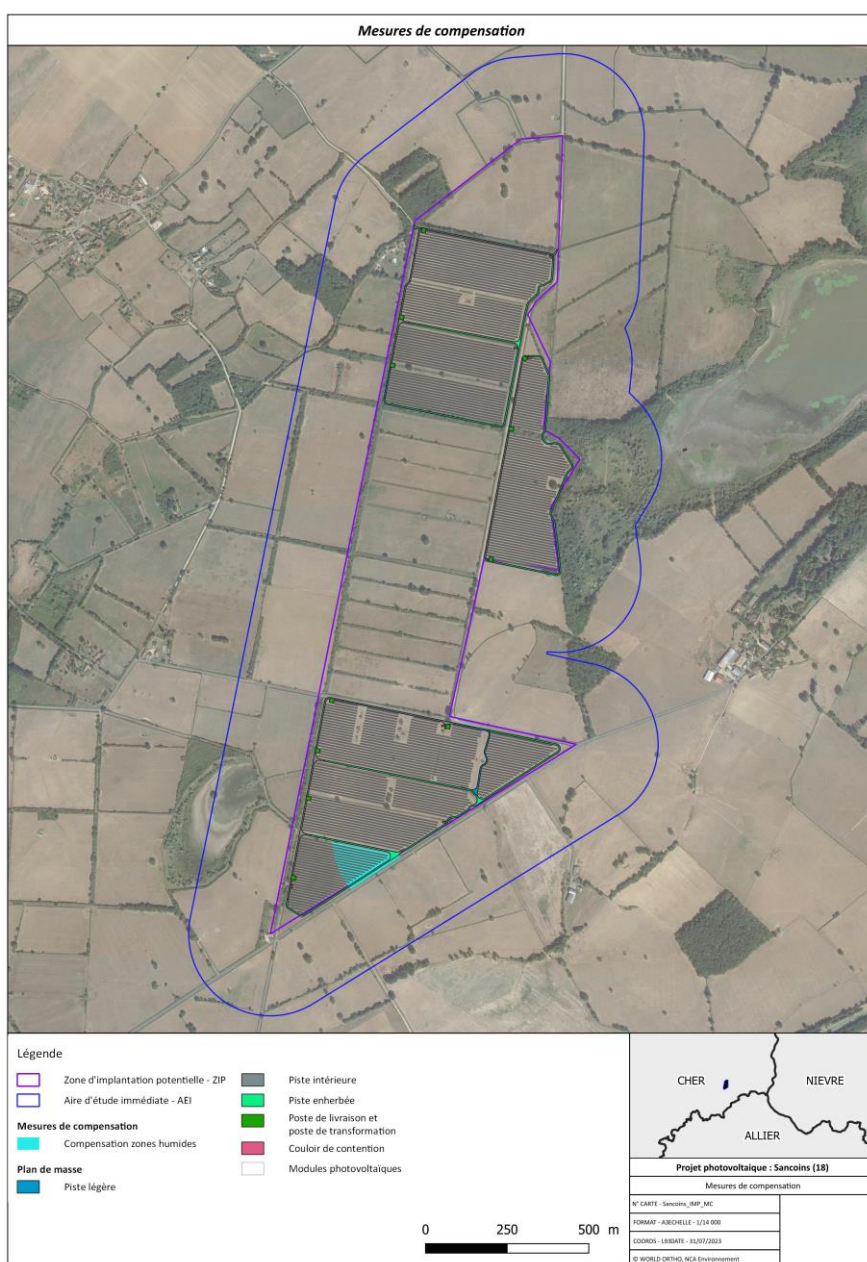 Mesures de compensation
Légende
Zone d'implantation potentielle - ZIP
Aire d'étude immédiate - AEI
Mesures de compensation
Compensation zones humides
Plan de masse
Piste légère
Piste intérieure
Piste enherbée
Poste de livraison et
poste de transformation
Couloir de contention
Modules photovoltaïques
0 250 500 m
CHER
NIEVRE
ALLIER
Projet photovoltaique : Sancoins (18)
Mesures de compensation
N° CARTE - Sancoins_IMP_MC
FORMAT - A3ECHELLE - 1/14 000
COORDS - L93DATE - 31/07/2023
© WORLD ORTHO, NCA Environnement